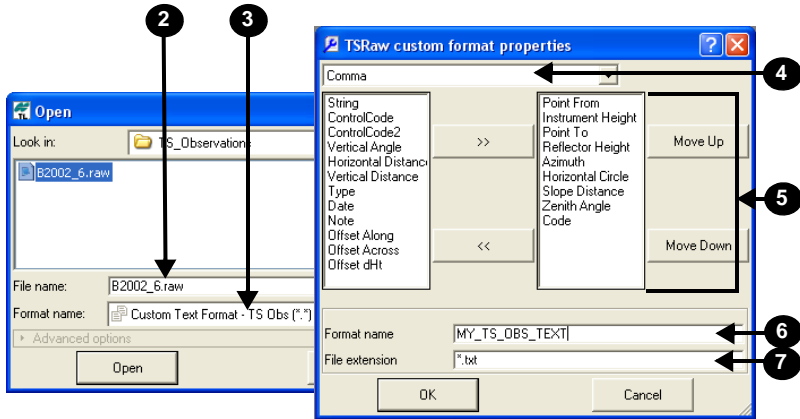 2
3
TSRaw custom format properties
Comma
4
String
ControlCode
ControlCode2
Vertical Angle
Horizontal Distanc
Vertical Distance
Type
Date
Note
Offset Along
Offset Across
Offset dHt
>>
<<
Point From
Instrument Height
Point To
Reflector Height
Azimuth
Horizontal Circle
Slope Distance
Zenith Angle
Code
Move Up
Move Down
5
Format name
MY_TS_OBS_TEXT
6
File extension
*.txt
7
OK
Cancel
TL
Open
Look in:
TS_Observations
B2002_6.raw
File name:
B2002_6.raw
Format name:
Custom Text Format - TS Obs (*.*)
Advanced options
Open